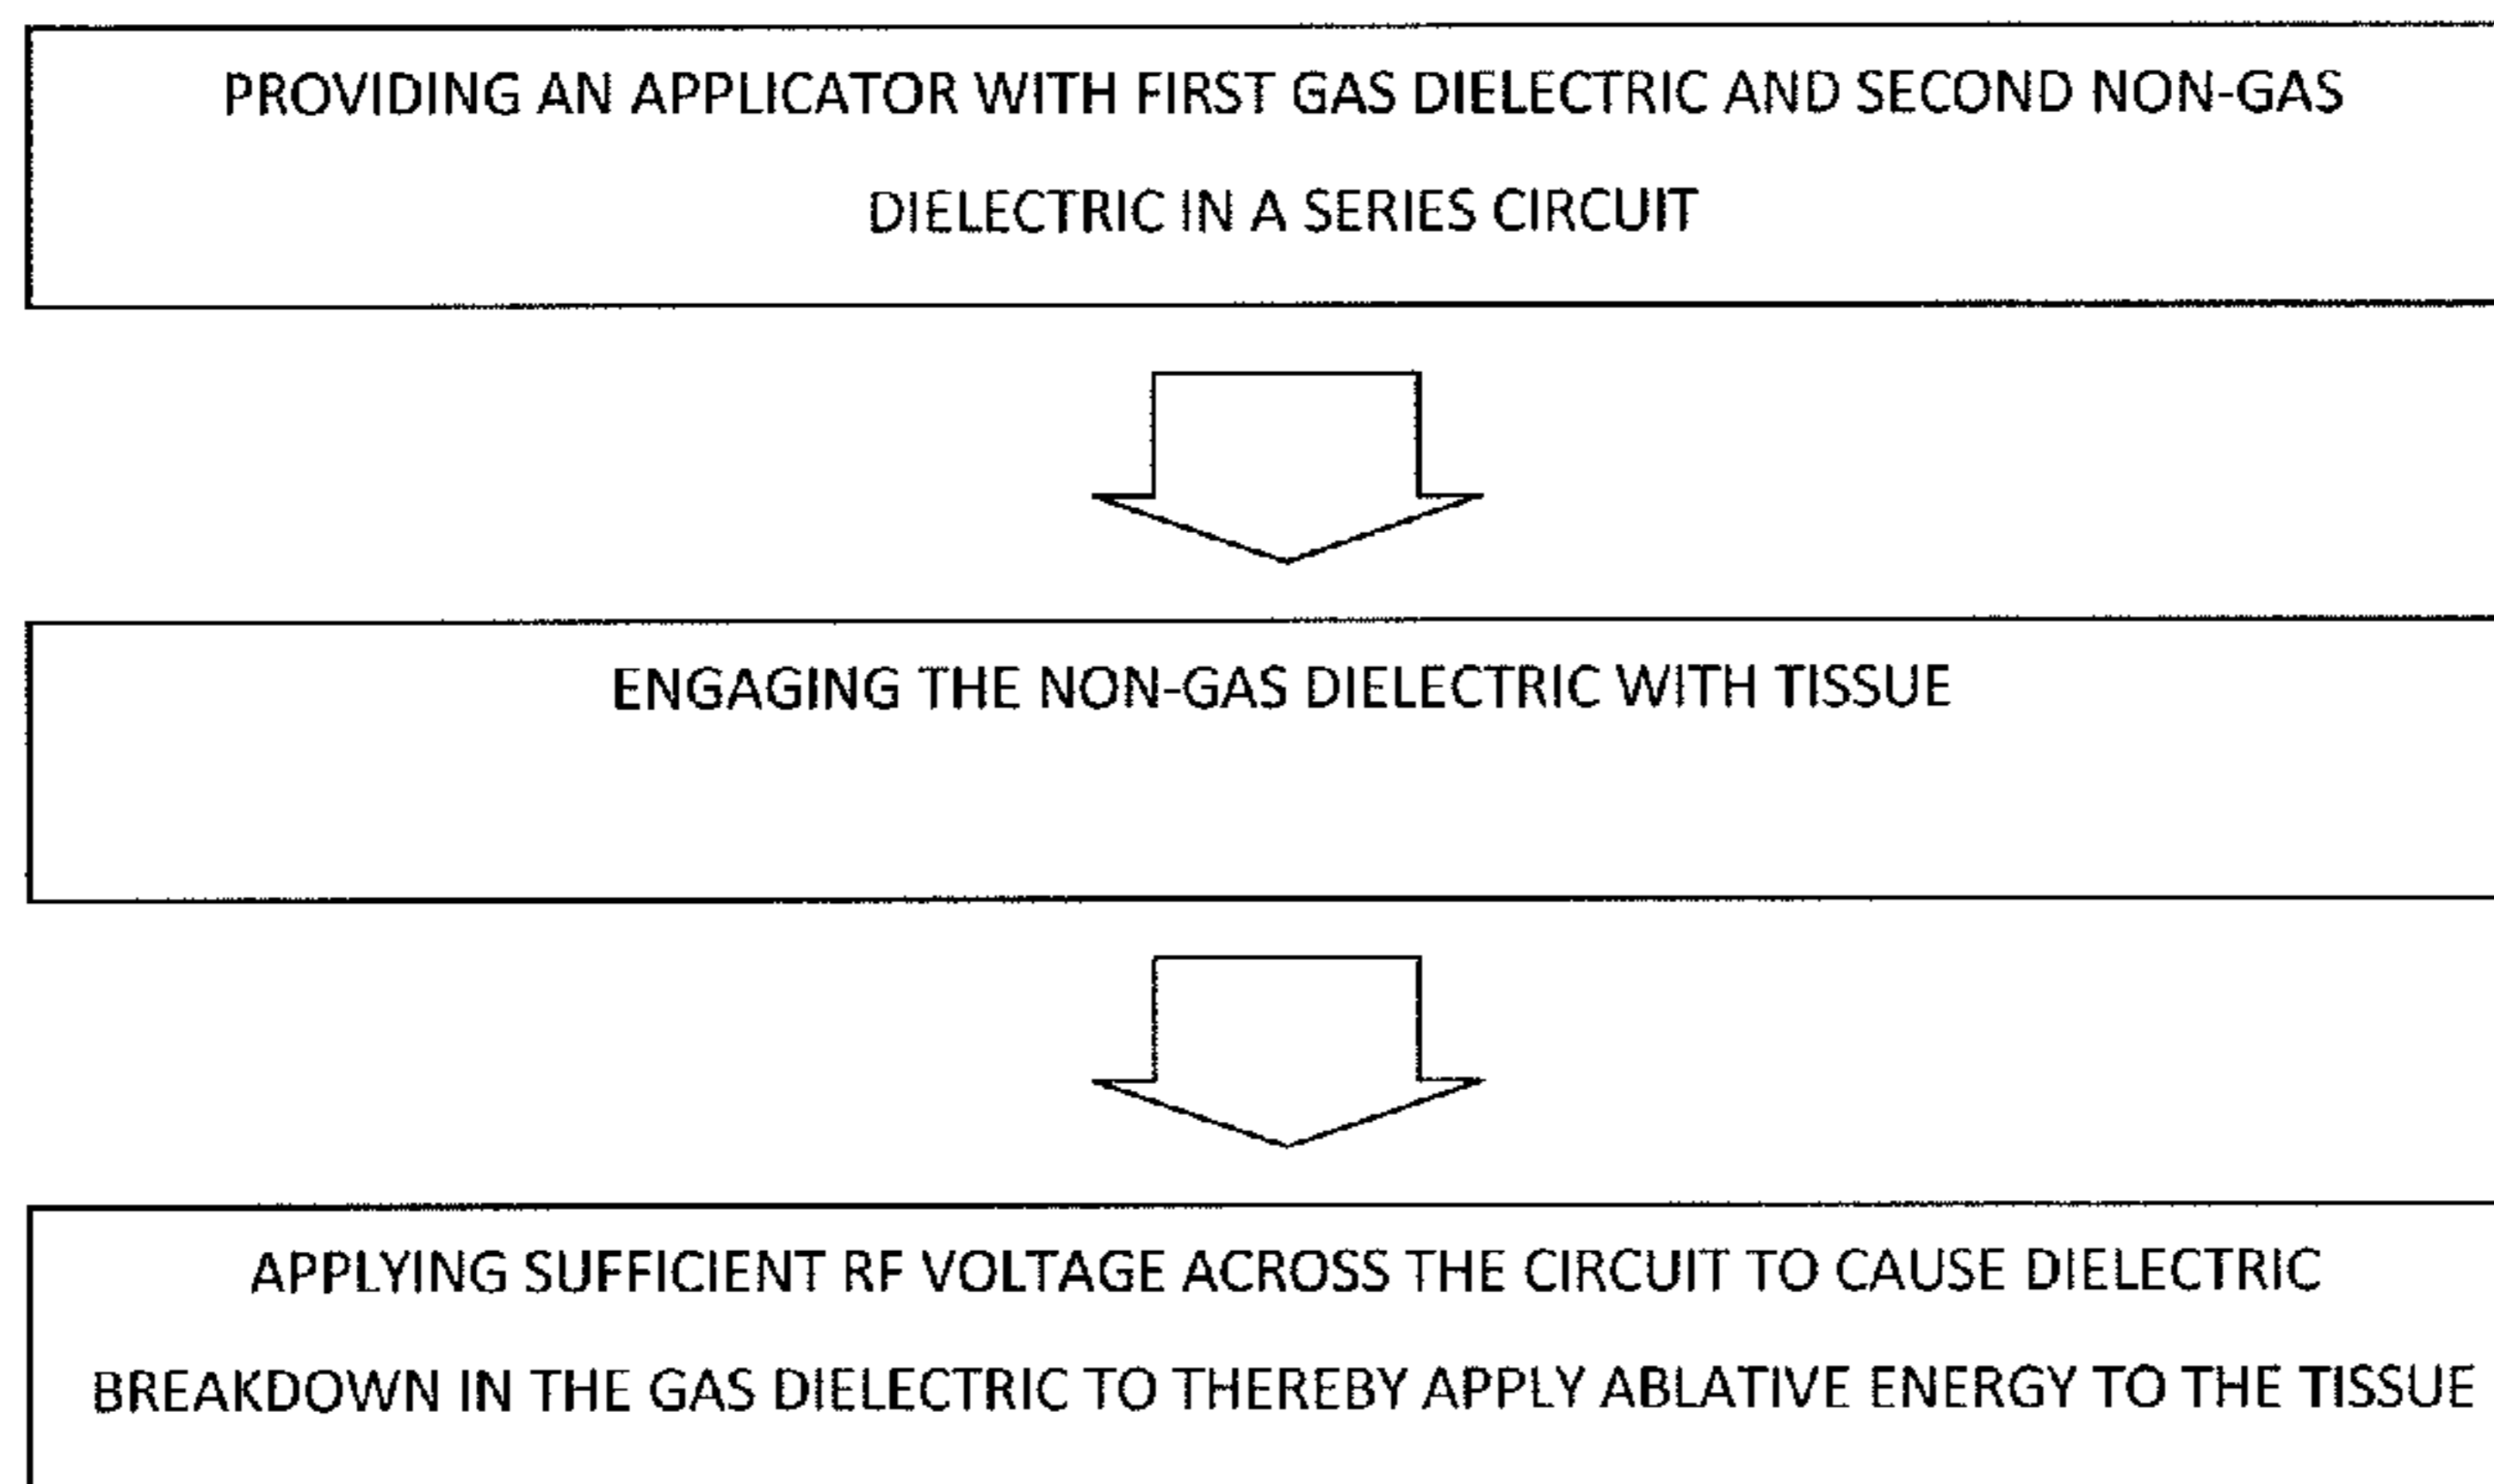 PROVIDING AN APPLICATOR WITH FIRST GAS DIELECTRIC AND SECOND NON-GAS
DIELECTRIC IN A SERIES CIRCUIT
ENGAGING THE NON-GAS DIELECTRIC WITH TISSUE
APPLYING SUFFICIENT RF VOLTAGE ACROSS THE CIRCUIT TO CAUSE DIELECTRIC
BREAKDOWN IN THE GAS DIELECTRIC TO THEREBY APPLY ABLATIVE ENERGY TO THE TISSUE